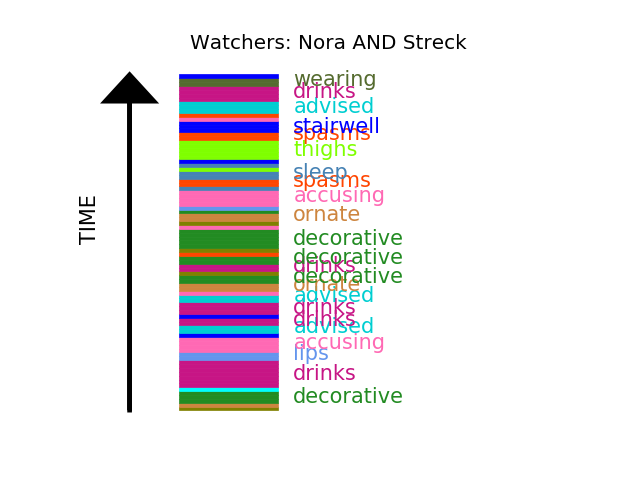 Watchers: Nora AND Streck
wearing
drinks
advised
stairwell
spasms
thighs
sleep
spasms
accusing
ornate
TIME
decorative
decorative
drinks
decorative
ornate
advised
drinks
drinks
advised
accusing
lips
drinks
decorative